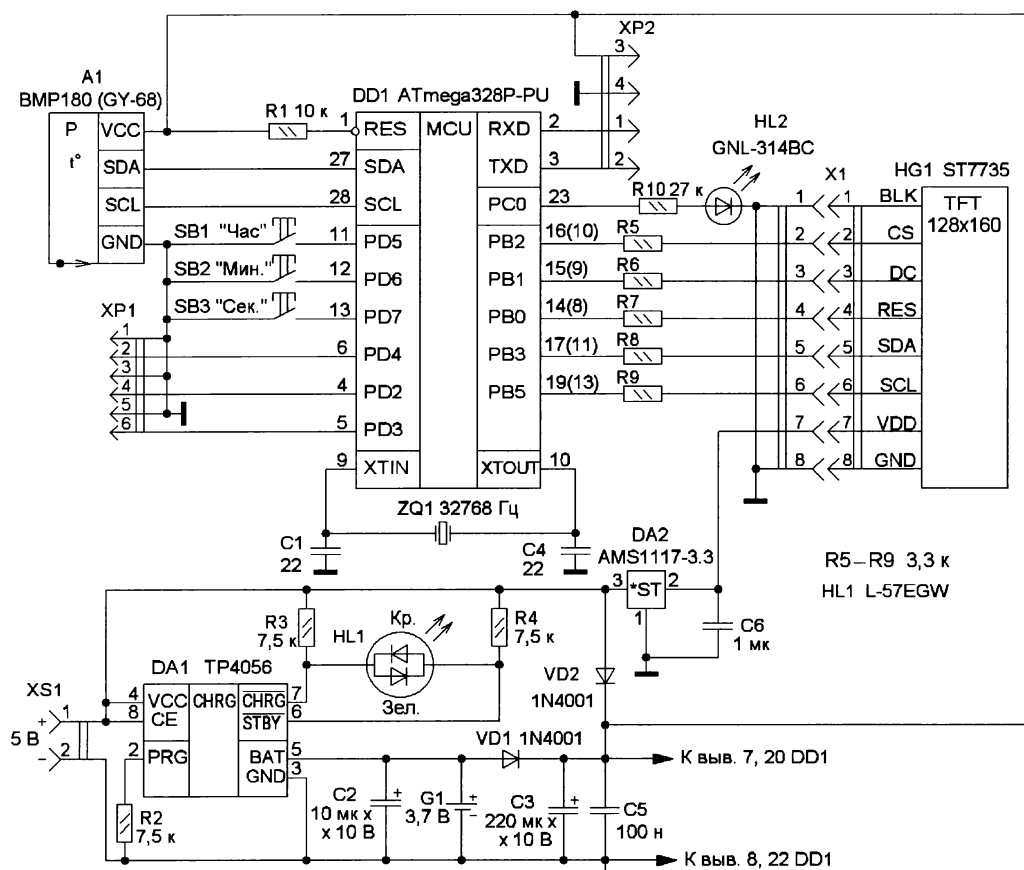 XP2
3
4
1
2
A1
BMP180 (GY-68)
P
t°
VCC
SDA
SCL
GND
R1 10 к
DD1 ATmega328P-PU
1
27
28
11
12
13
6
4
5
9
RES
SDA
SCL
PD5
PD6
PD7
PD4
PD2
PD3
XTIN
MCU
RXD
TXD
PC0
PB2
PB1
PB0
PB3
PB5
XTOUT
2
3
23
16(10)
15(9)
14(8)
17(11)
19(13)
10
SB1 "Час"
SB2 "Мин."
SB3 "Сек."
XP1
1
2
3
4
5
6
HL2
GNL-314BC
R10 27 к
R5
R6
R7
R8
R9
X1
1 1
2 2
3 3
4 4
5 5
6 6
7 7
8 8
HG1 ST7735
BLK
CS
DC
RES
SDA
SCL
VDD
GND
TFT
128x160
ZQ1 32768 Гц
C1
22
C4
22
DA2
AMS1117-3.3
3
*ST
2
1
R5–R9 3,3 к
HL1 L-57EGW
C6
1 мк
R3
7,5 к
HL1
Кр.
Зел.
R4
7,5 к
VD2
1N4001
DA1 TP4056
XS1
+
1
5 В
–
2
4
8
2
VCC
CE
PRG
CHRG
CHRG
STBY
BAT
GND
7
6
5
3
VD1 1N4001
К выв. 7, 20 DD1
R2
7,5 к
C2
10 мк х
х 10 В
+
G1
3,7 В
+
–
C3
220 мк х
х 10 В
+
C5
100 н
К выв. 8, 22 DD1